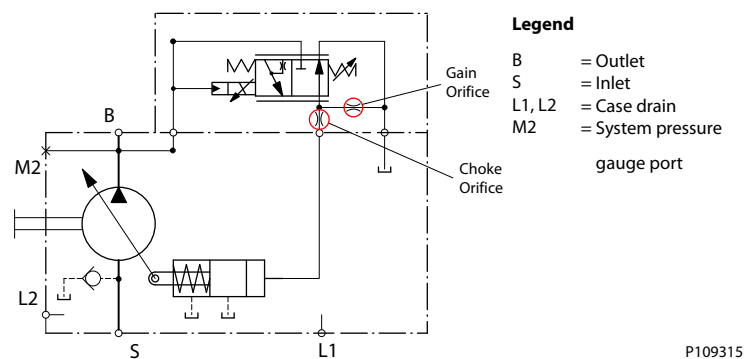 Legend
B = Outlet
S = Inlet
L1, L2 = Case drain
M2 = System pressure
gauge port
Gain
Orifice
Choke
Orifice
B
M2
L2
S
L1
P109315